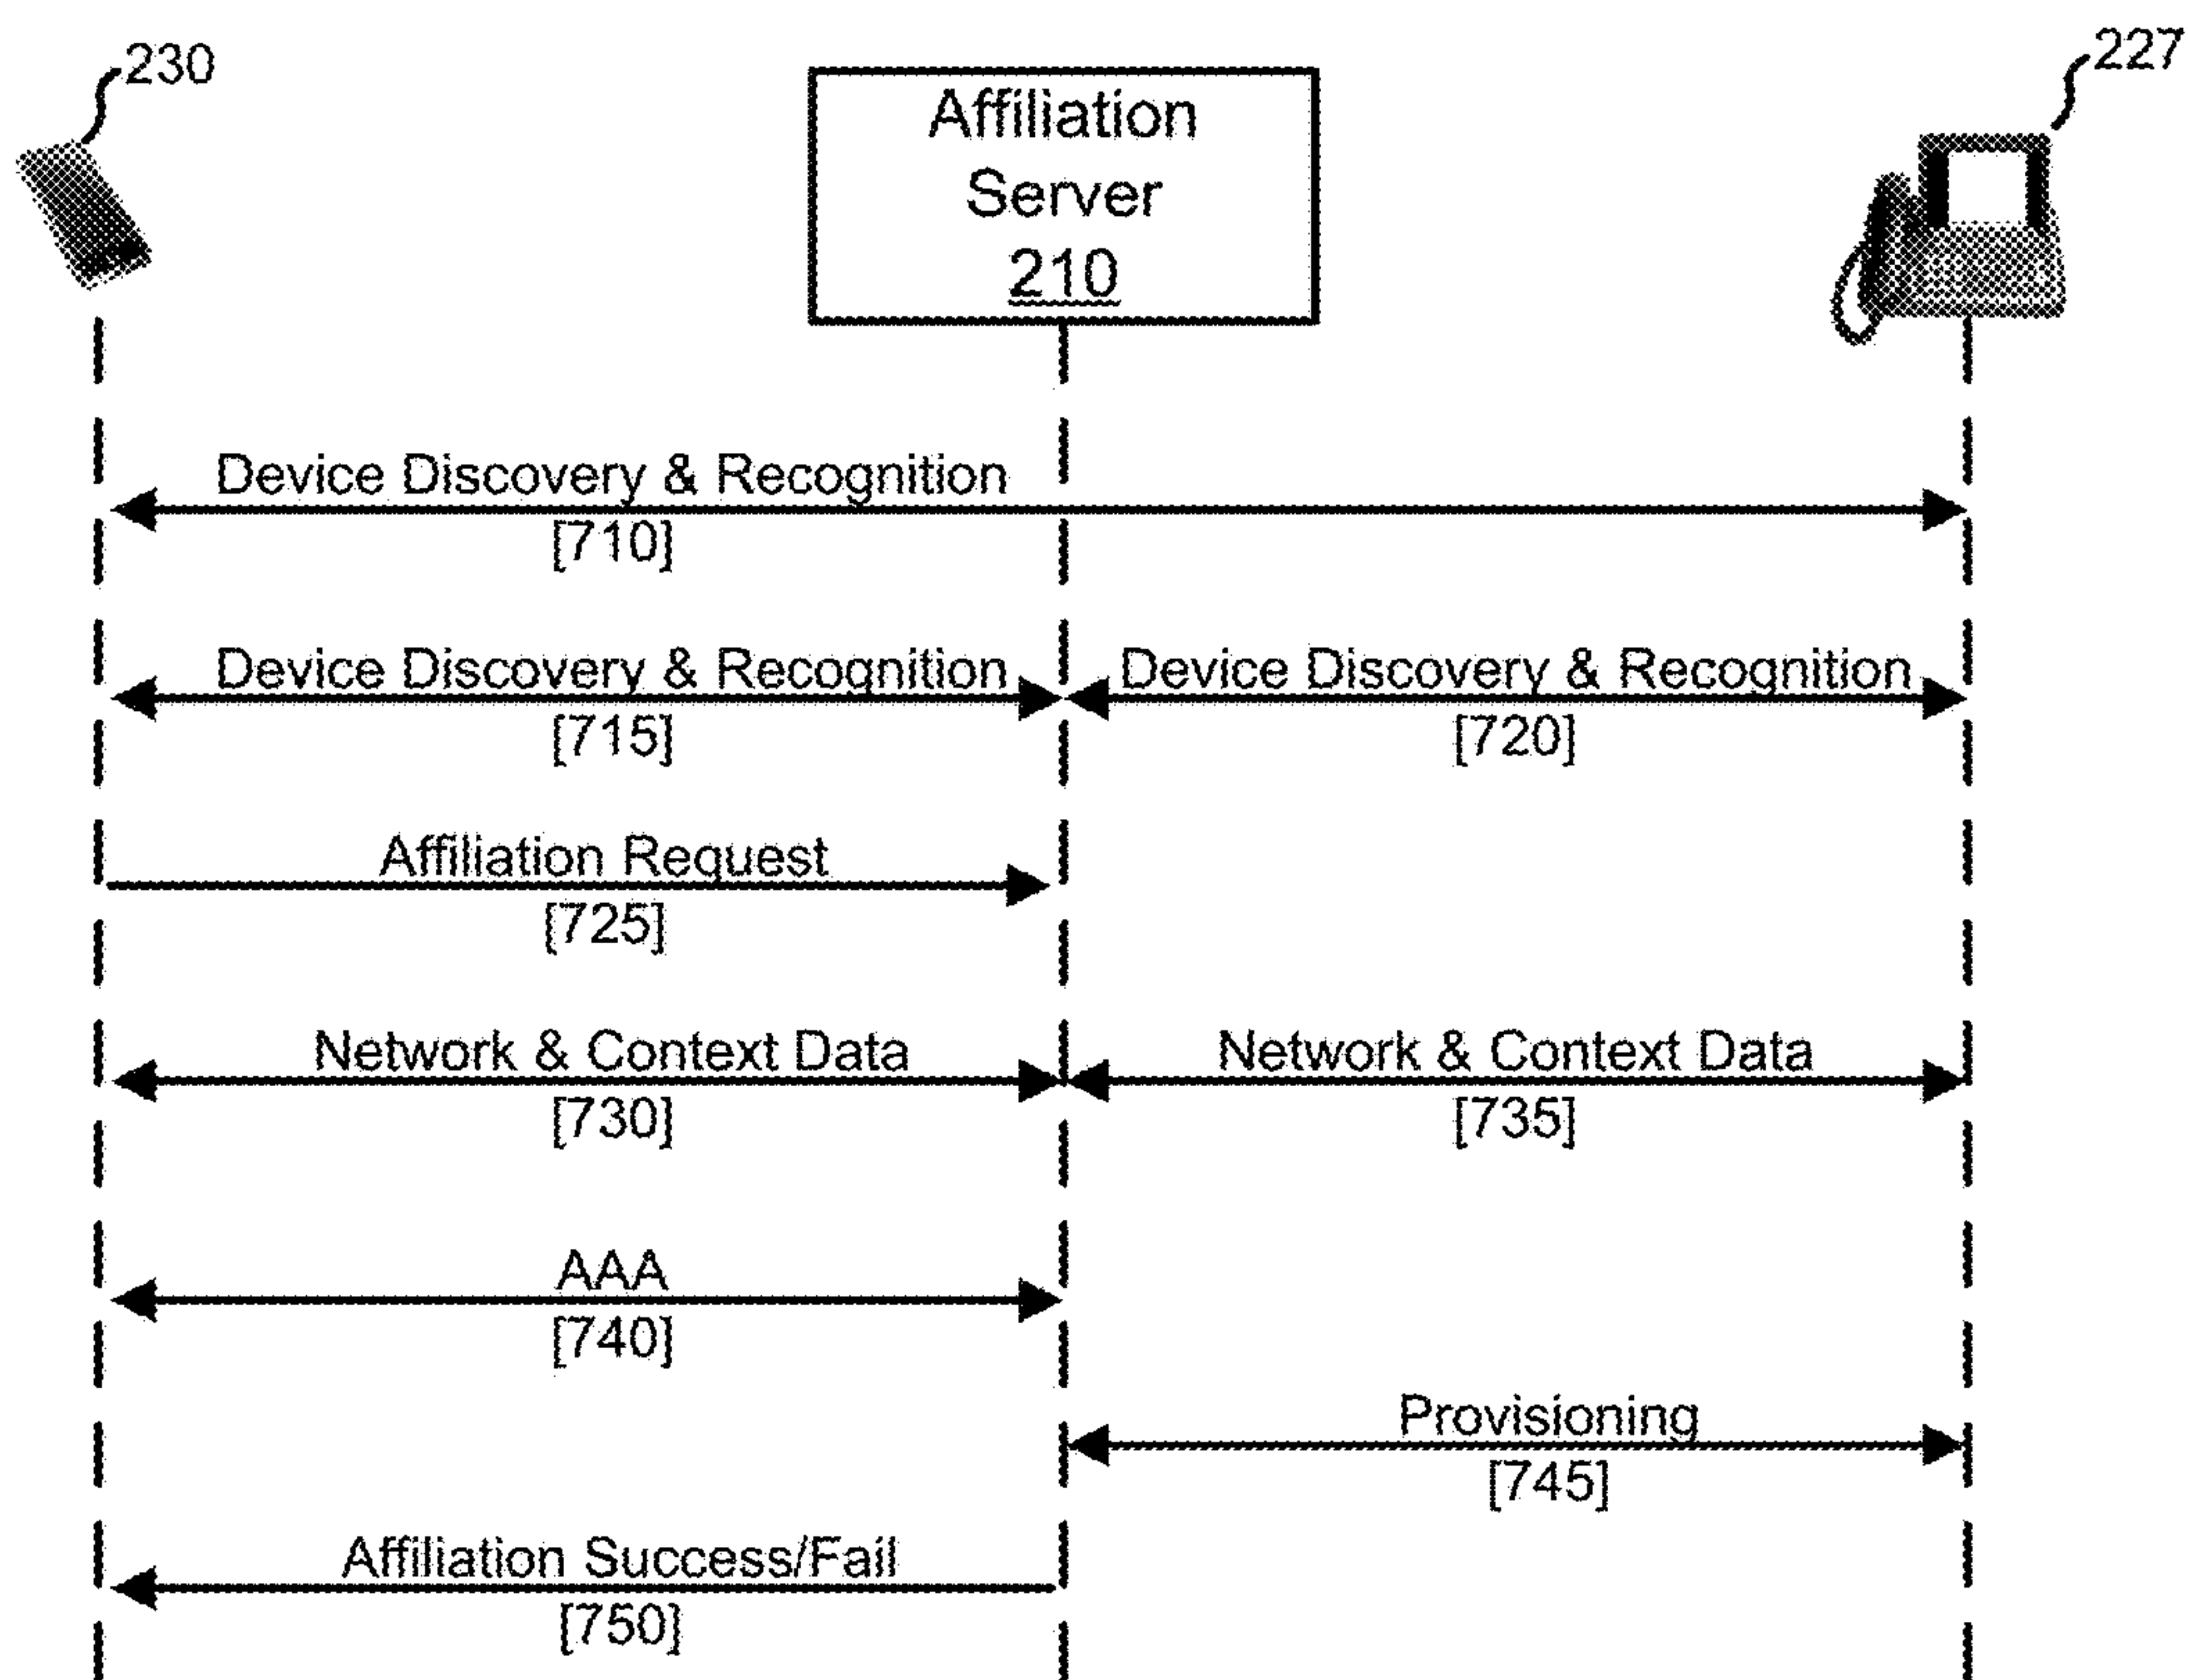 230
Affiliation
Server
210
227
Device Discovery & Recognition
[710]
Device Discovery & Recognition
[715]
Device Discovery & Recognition
[720]
Affiliation Request
[725]
Network & Context Data
[730]
Network & Context Data
[735]
AAA
[740]
Provisioning
[745]
Affiliation Success/Fail
[750]